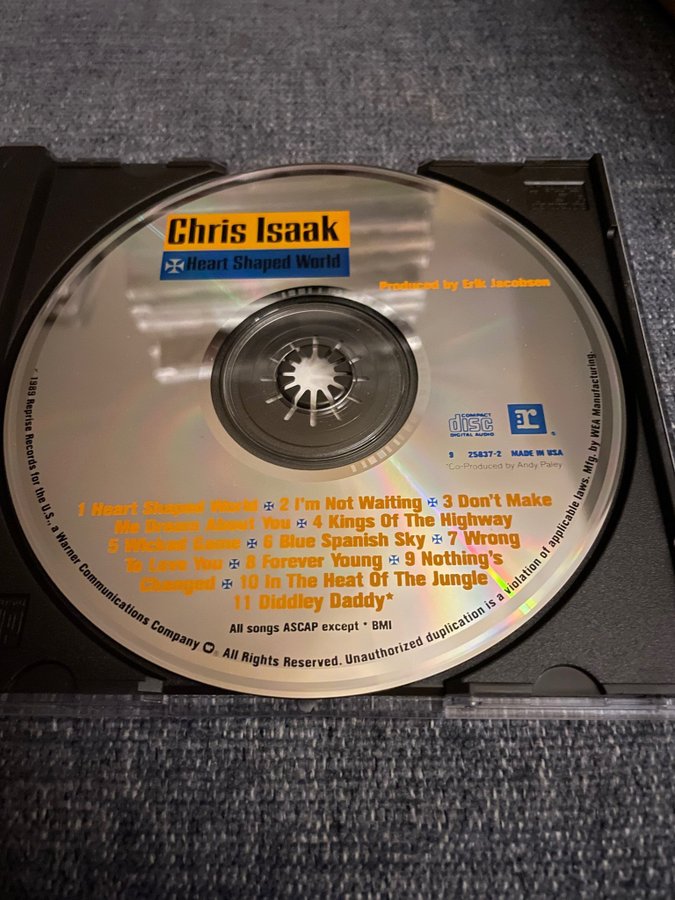 Chris Isaak
Heart Shaped World
Produced by Erik Jacobsen
COMPACT
disc
DIGITAL AUDIO
r
9 25837-2 MADE IN USA
*Co-Produced by Andy Paley
1 Heart Shaped World ✠ 2 I'm Not Waiting ✠ 3 Don't Make
Me Dream About You ✠ 4 Kings Of The Highway
5 Wicked Game ✠ 6 Blue Spanish Sky ✠ 7 Wrong
To Love You ✠ 8 Forever Young ✠ 9 Nothing's
Changed ✠ 10 In The Heat Of The Jungle
11 Diddley Daddy*
All songs ASCAP except * BMI
1989 Reprise Records for the U.S., a Warner Communications Company. All Rights Reserved. Unauthorized duplication is a violation of applicable laws. Mfg. by WEA Manufacturing.